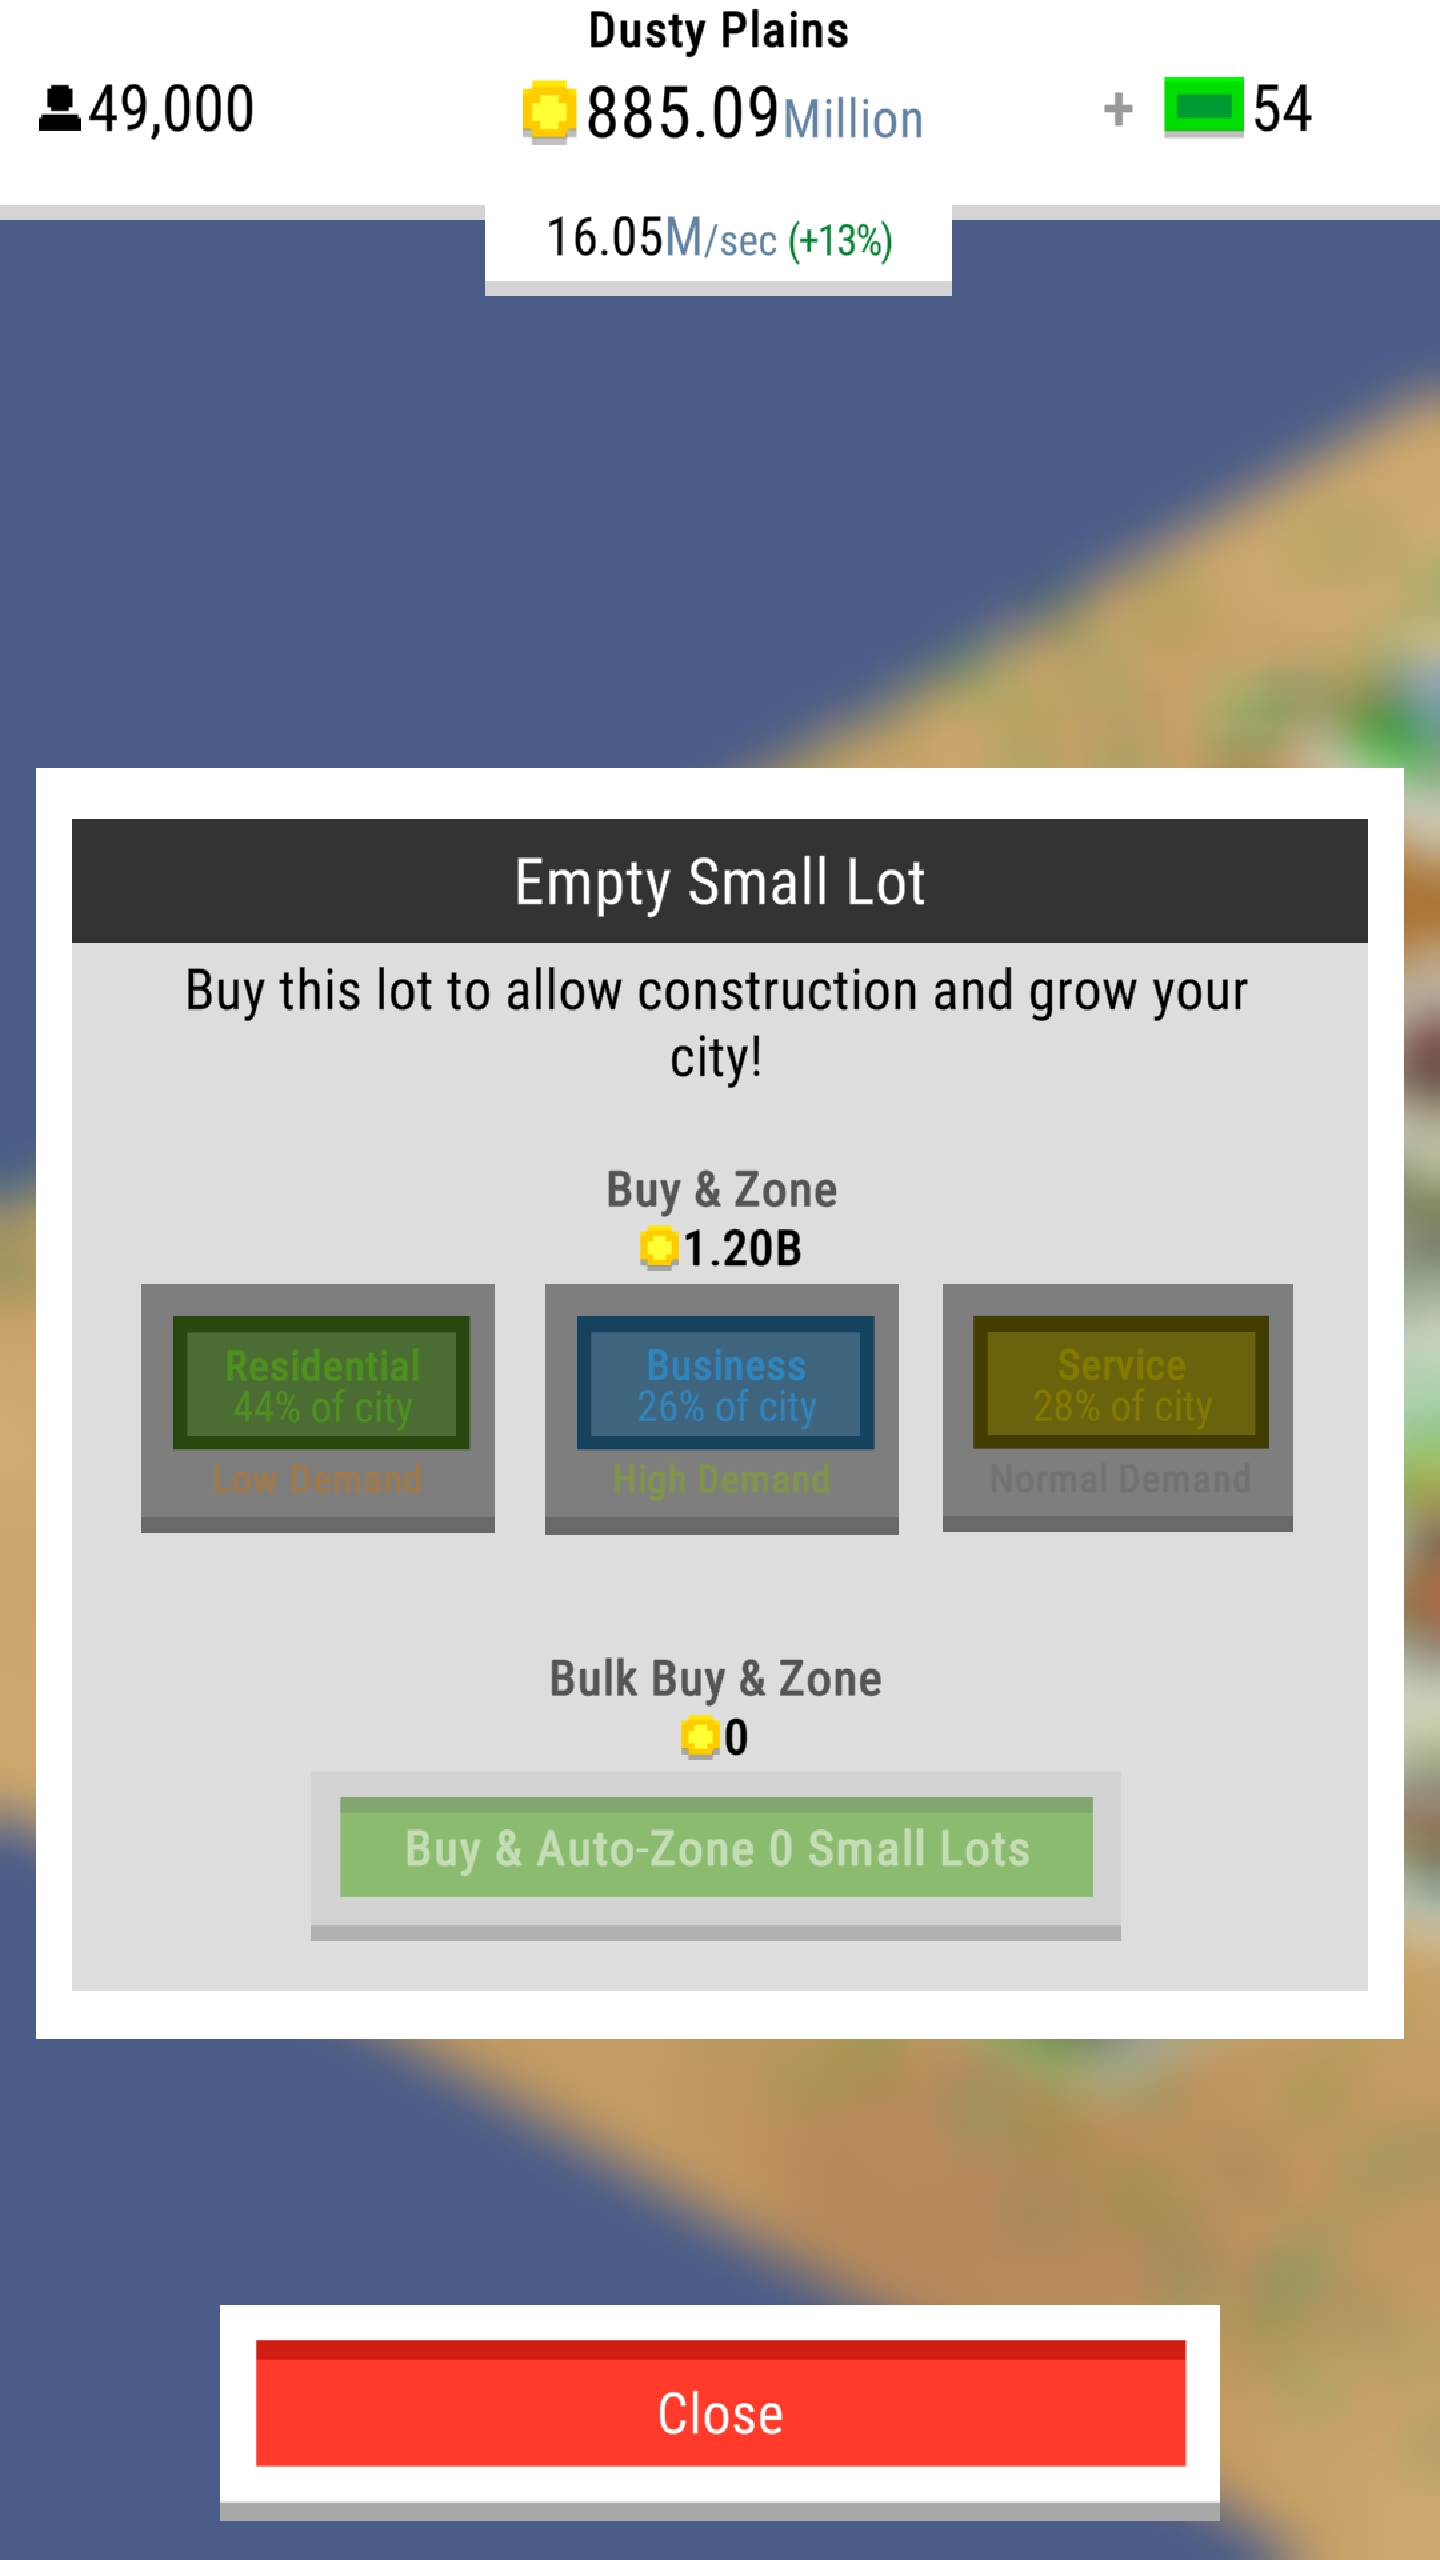 Dusty Plains
49,000
885.09Million
+ 54
16.05M/sec (+13%)
Empty Small Lot
Buy this lot to allow construction and grow your
city!
Buy & Zone
1.20B
Residential
44% of city
Low Demand
Business
26% of city
High Demand
Service
28% of city
Normal Demand
Bulk Buy & Zone
0
Buy & Auto-Zone 0 Small Lots
Close